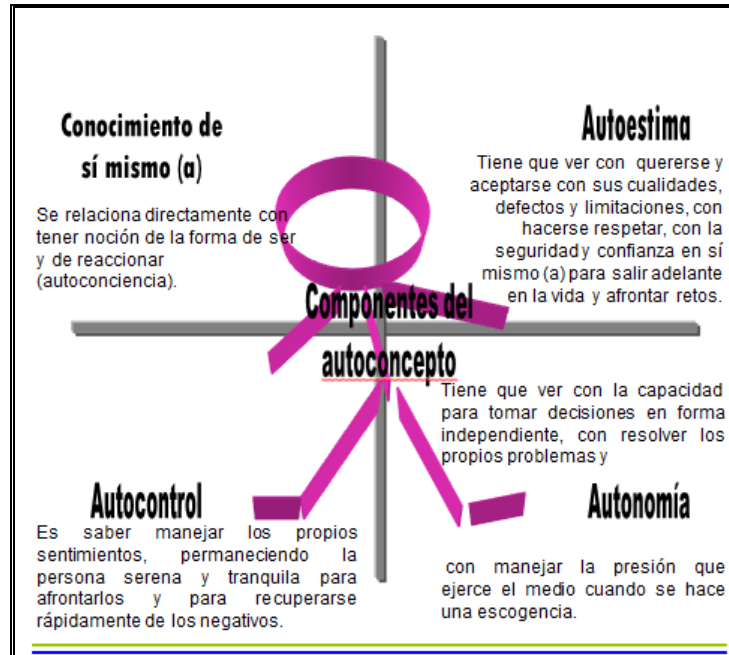 Conocimiento de
sí mismo (a)
Se relaciona directamente con
tener noción de la forma de ser
y de reaccionar
(autoconciencia).
Autoestima
Tiene que ver con quererse y
aceptarse con sus cualidades,
defectos y limitaciones, con
hacerse respetar, con la
seguridad y confianza en sí
mismo (a) para salir adelante
en la vida y afrontar retos.
Componentes del
autoconcepto
Autocontrol
Es saber manejar los propios
sentimientos, permaneciendo la
persona serena y tranquila para
afrontarlos y para recuperarse
rápidamente de los negativos.
Tiene que ver con la capacidad
para tomar decisiones en forma
independiente, con resolver los
propios problemas y
Autonomía
con manejar la presión que
ejerce el medio cuando se hace
una escogencia.